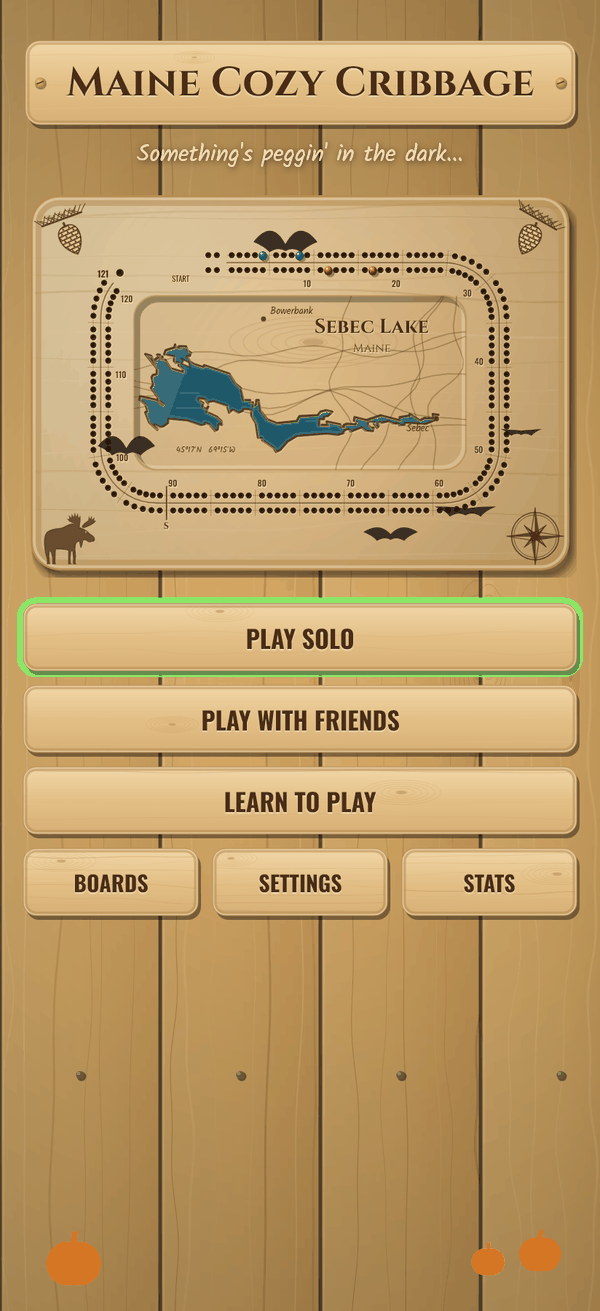 MAINE COZY CRIBBAGE
Something's peggin' in the dark...
121
START
10
20
30
120
Bowerbank
SEBEC LAKE
MAINE
40
110
Sebec
45°17'N 69°15'W
50
100
90
80
70
60
S
PLAY SOLO
PLAY WITH FRIENDS
LEARN TO PLAY
BOARDS
SETTINGS
STATS